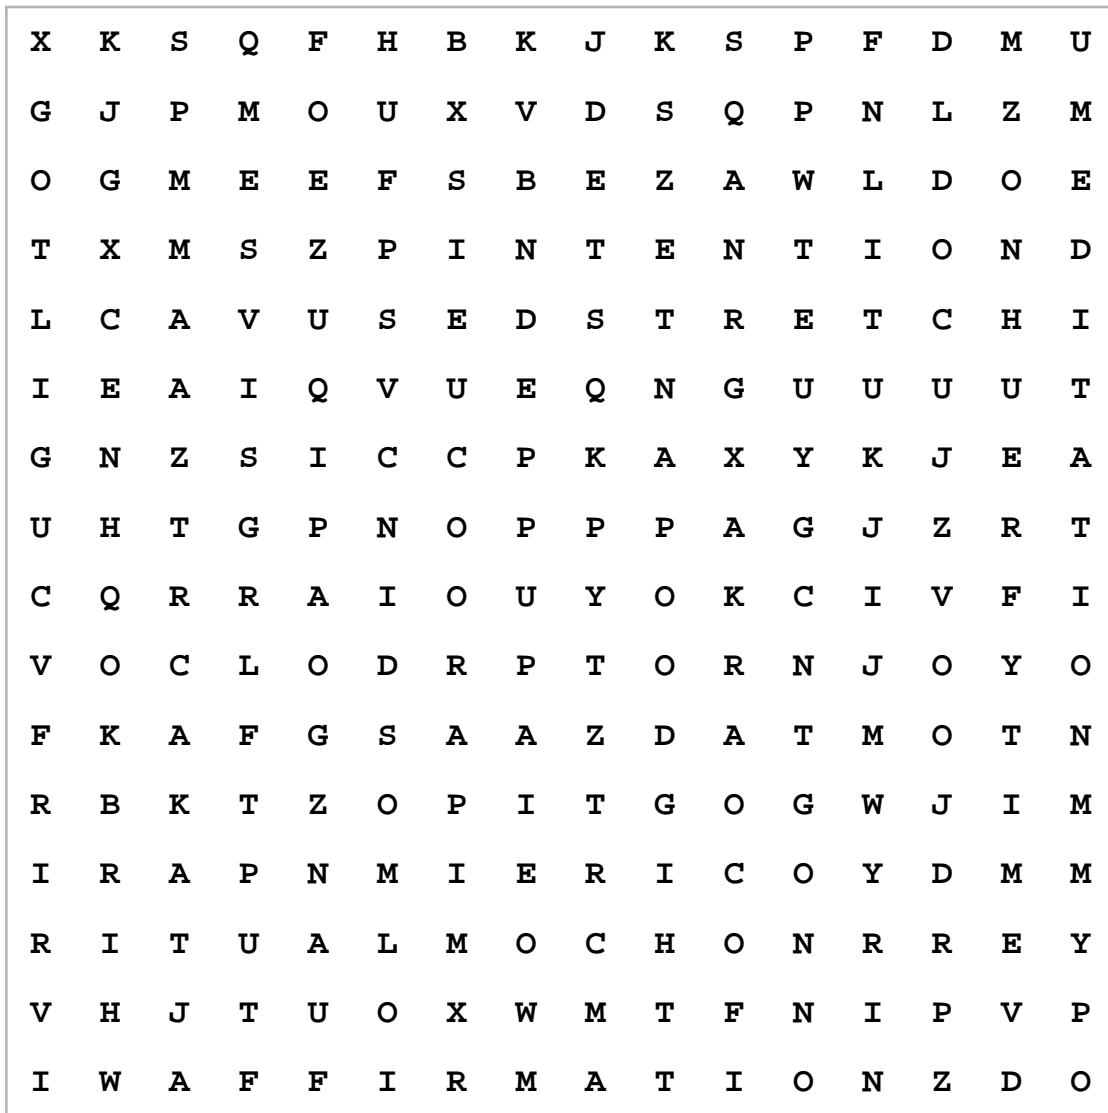 X K S Q F H B K J K S P F D M U
G J P M O U X V D S Q P N L Z M
O G M E E F S B E Z A W L D O E
T X M S Z P I N T E N T I O N D
L C A V U S E D S T R E T C H I
I E A I Q V U E Q N G U U U U T
G N Z S I C C P K A X Y K J E A
U H T G P N O P P P A G J Z R T
C Q R R A I O U Y O K C I V F I
V O C L O D R P T O R N J O Y O
F K A F G S A A Z D A T M O T N
R B K T Z O P I T G O G W J I M
I R A P N M I E R I C O Y D M M
R I T U A L M O C H O N R R E Y
V H J T U O X W M T F N I P V P
I W A F F I R M A T I O N Z D O